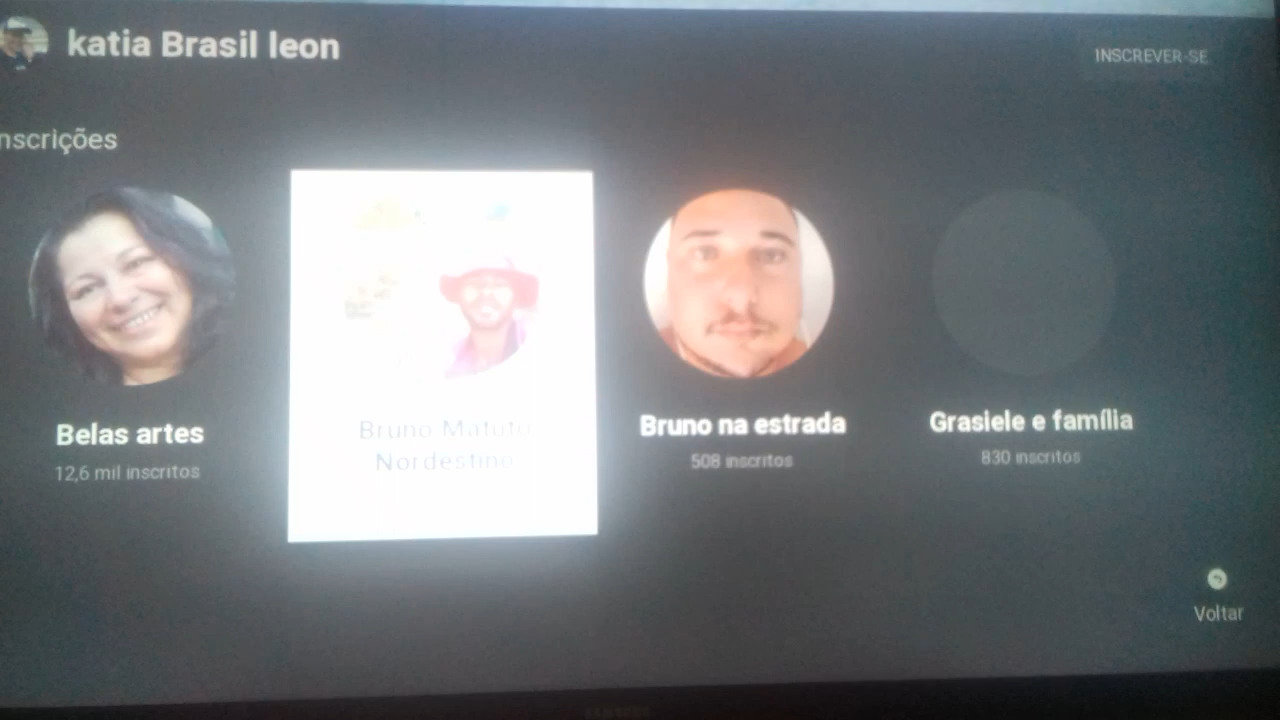 katia Brasil leon
INSCREVER-SE
nscrições
Belas artes
12,6 mil inscritos
Bruno Matuto
Nordestino
Bruno na estrada
508 inscritos
Grasiele e família
830 inscritos
Voltar